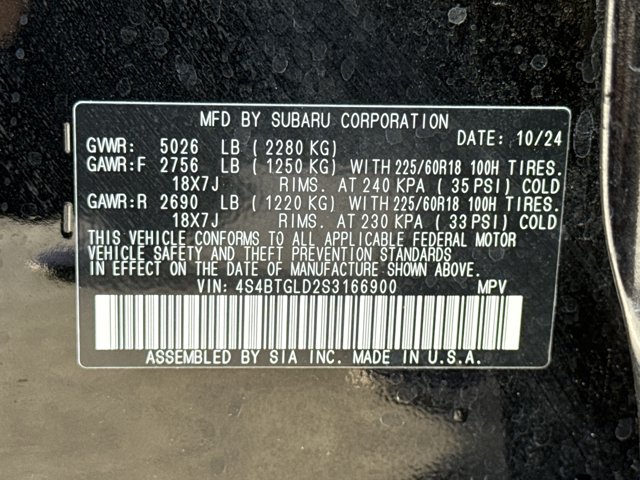 MFD BY SUBARU CORPORATION
GVWR: 5026 LB ( 2280 KG) DATE: 10/24
GAWR:F 2756 LB ( 1250 KG) WITH 225/60R18 100H TIRES.
18X7J RIMS. AT 240 KPA ( 35 PSI) COLD
GAWR:R 2690 LB ( 1220 KG) WITH 225/60R18 100H TIRES.
18X7J RIMS. AT 230 KPA ( 33 PSI) COLD
THIS VEHICLE CONFORMS TO ALL APPLICABLE FEDERAL MOTOR
VEHICLE SAFETY AND THEFT PREVENTION STANDARDS
IN EFFECT ON THE DATE OF MANUFACTURE SHOWN ABOVE.
VIN: 4S4BTGLD2S3166900 MPV
ASSEMBLED BY SIA INC. MADE IN U.S.A.